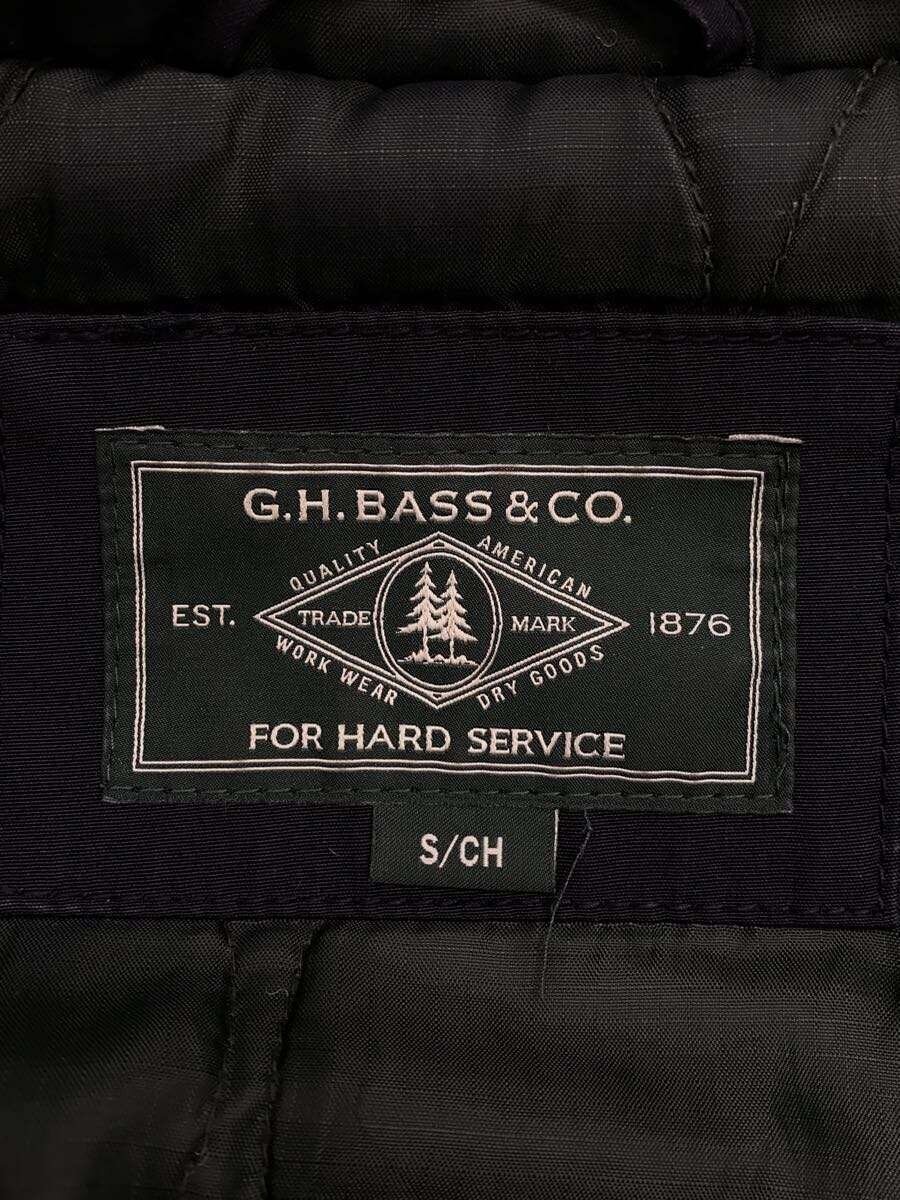 G.H. BASS & CO.
QUALITY AMERICAN
EST. TRADE MARK 1876
WORK WEAR DRY GOODS
FOR HARD SERVICE
S/CH